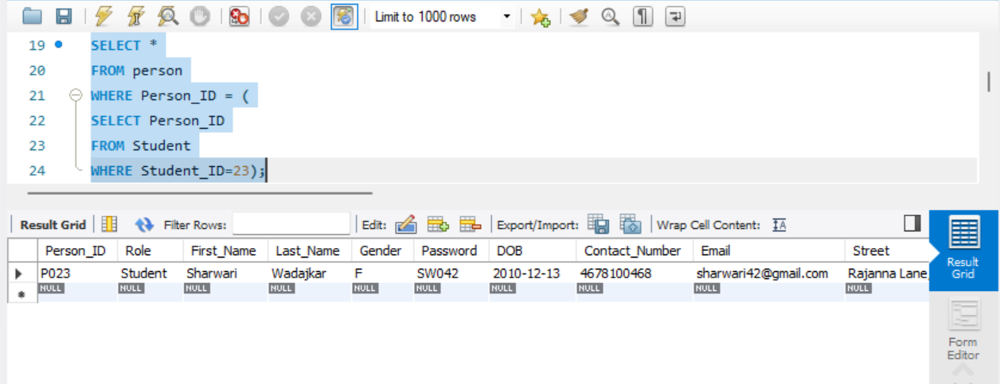 Limit to 1000 rows
19 SELECT *
20 FROM person
21 WHERE Person_ID = (
22 SELECT Person_ID
23 FROM Student
24 WHERE Student_ID=23);
Result Grid Filter Rows: Edit: Export/Import: Wrap Cell Content: IA
Person_ID Role First_Name Last_Name Gender Password DOB Contact_Number Email Street
P023 Student Sharwari Wadajkar F SW042 2010-12-13 4678100468 sharwari42@gmail.com Rajanna Lane,
NULL NULL NULL NULL NULL NULL NULL NULL NULL NULL
Result
Grid
Form
Editor